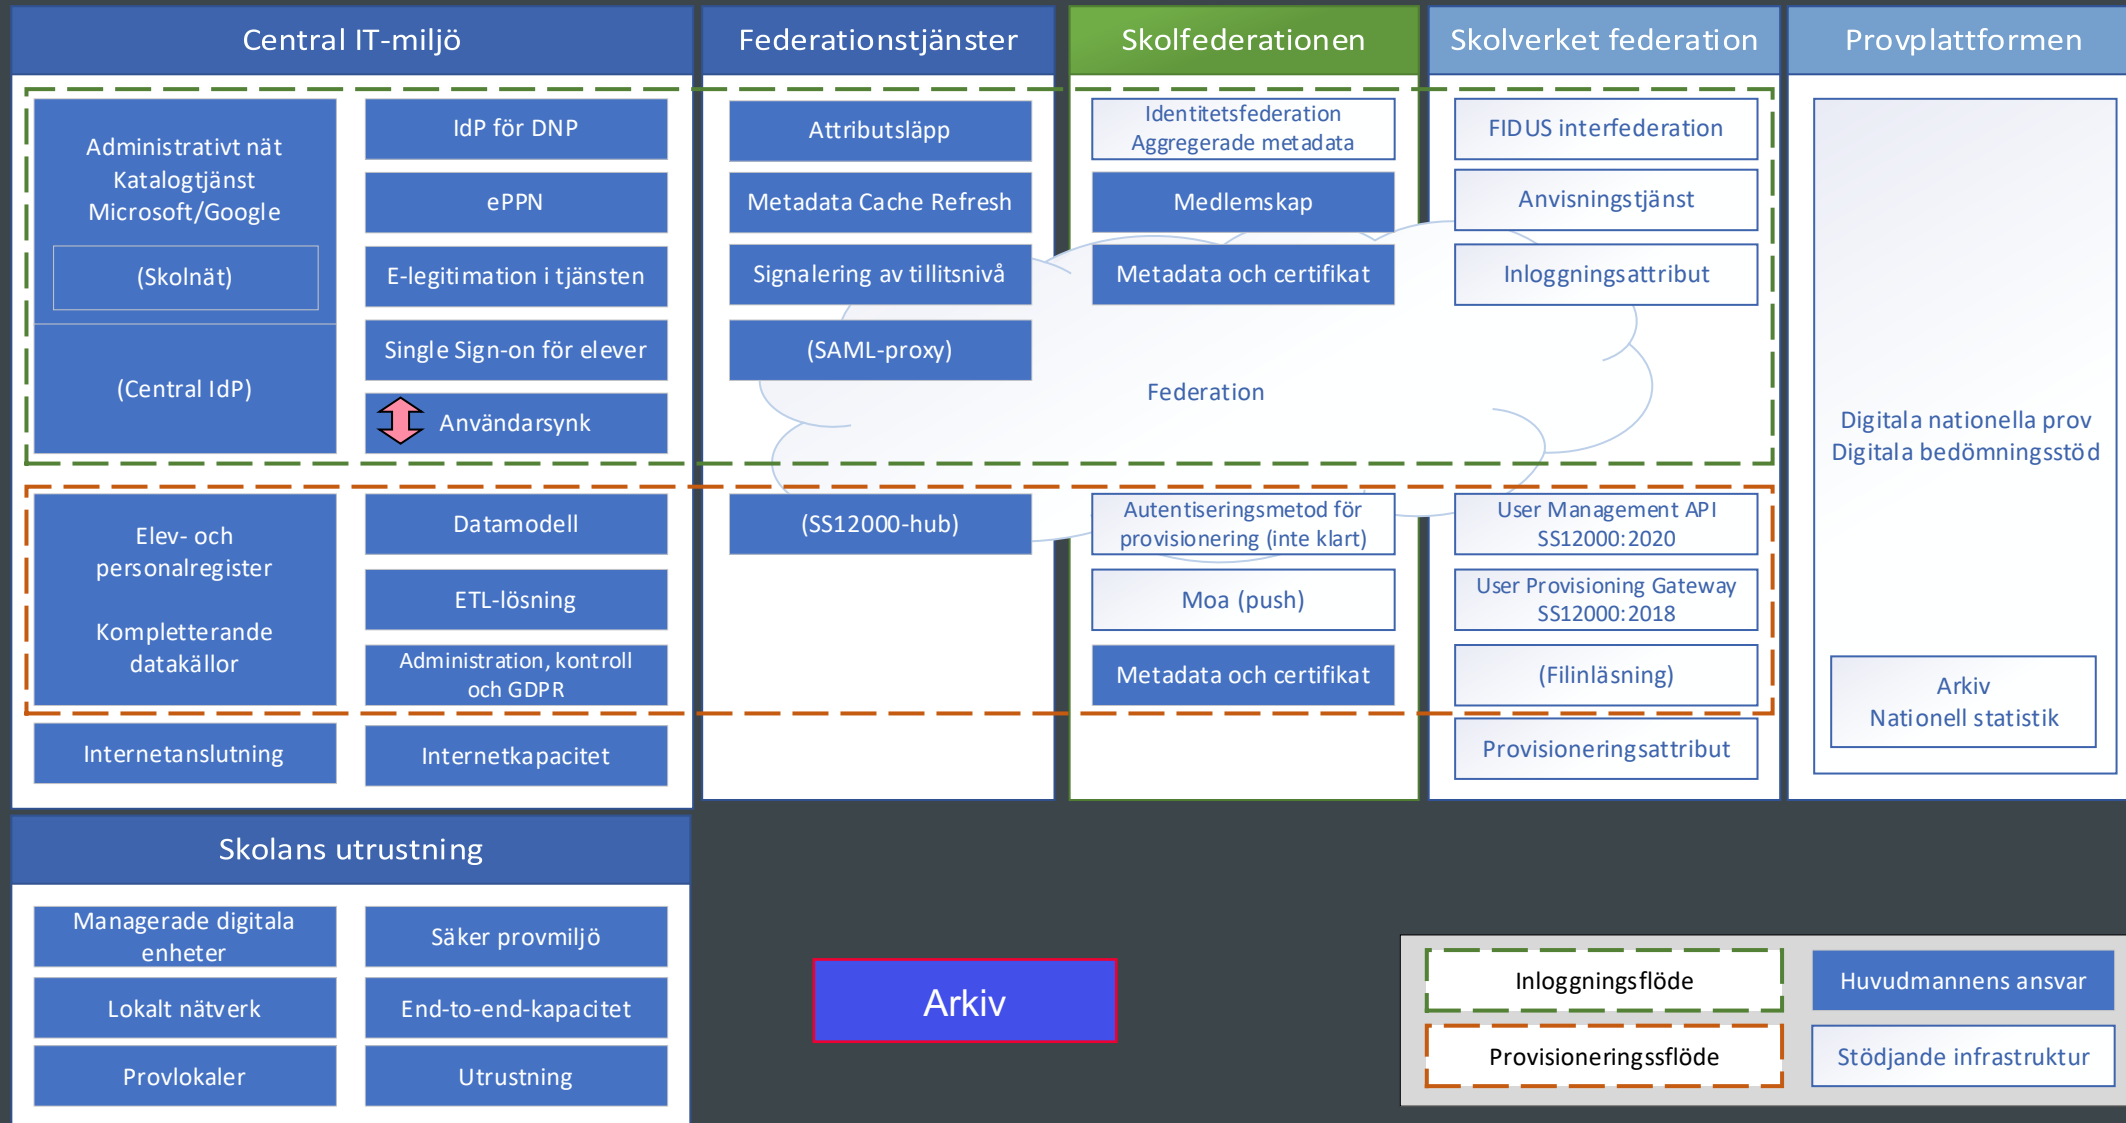 Central IT-miljö
Administrativt nät
Katalogtjänst
Microsoft/Google
(Skolnät)
(Central IdP)
IdP för DNP
ePPN
E-legitimation i tjänsten
Single Sign-on för elever
Användarsynk
Elev- och
personalregister
Kompletterande
datakällor
Datamodell
ETL-lösning
Administration, kontroll
och GDPR
Internetanslutning
Internetkapacitet
Federationstjänster
Attributsläpp
Metadata Cache Refresh
Signalering av tillitsnivå
(SAML-proxy)
(SS12000-hub)
Skolfederationen
Identitetsfederation
Aggregerade metadata
Medlemskap
Metadata och certifikat
Federation
Autentiseringsmetod för
provisionering (inte klart)
Moa (push)
Metadata och certifikat
Skolverket federation
FIDUS interfederation
Anvisningstjänst
Inloggningsattribut
User Management API
SS12000:2020
User Provisioning Gateway
SS12000:2018
(Filinläsning)
Provisioneringsattribut
Provplattformen
Digitala nationella prov
Digitala bedömningsstöd
Arkiv
Nationell statistik
Skolans utrustning
Managerade digitala
enheter
Säker provmiljö
Lokalt nätverk
End-to-end-kapacitet
Provlokaler
Utrustning
Arkiv
Inloggningsflöde
Huvudmannens ansvar
Provisioneringssflöde
Stödjande infrastruktur